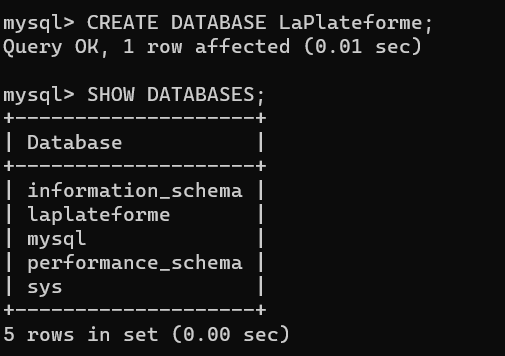 mysql> CREATE DATABASE LaPlateforme;
Query OK, 1 row affected (0.01 sec)
mysql> SHOW DATABASES;
+--------------------+
| Database           |
+--------------------+
| information_schema |
| laplateforme       |
| mysql              |
| performance_schema |
| sys                |
+--------------------+
5 rows in set (0.00 sec)